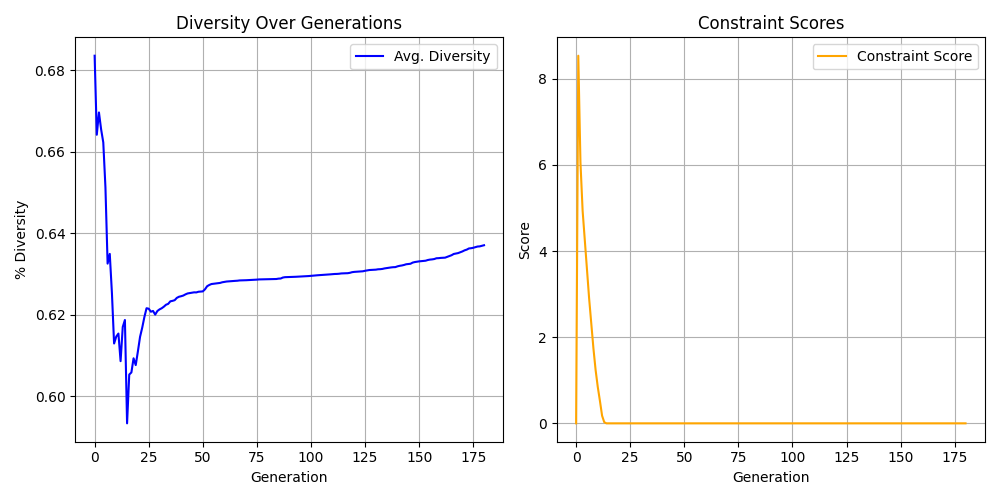 Diversity Over Generations
Avg. Diversity
% Diversity
0.68
0.66
0.64
0.62
0.60
0 25 50 75 100 125 150 175
Generation
Constraint Scores
Constraint Score
Score
8
6
4
2
0
0 25 50 75 100 125 150 175
Generation